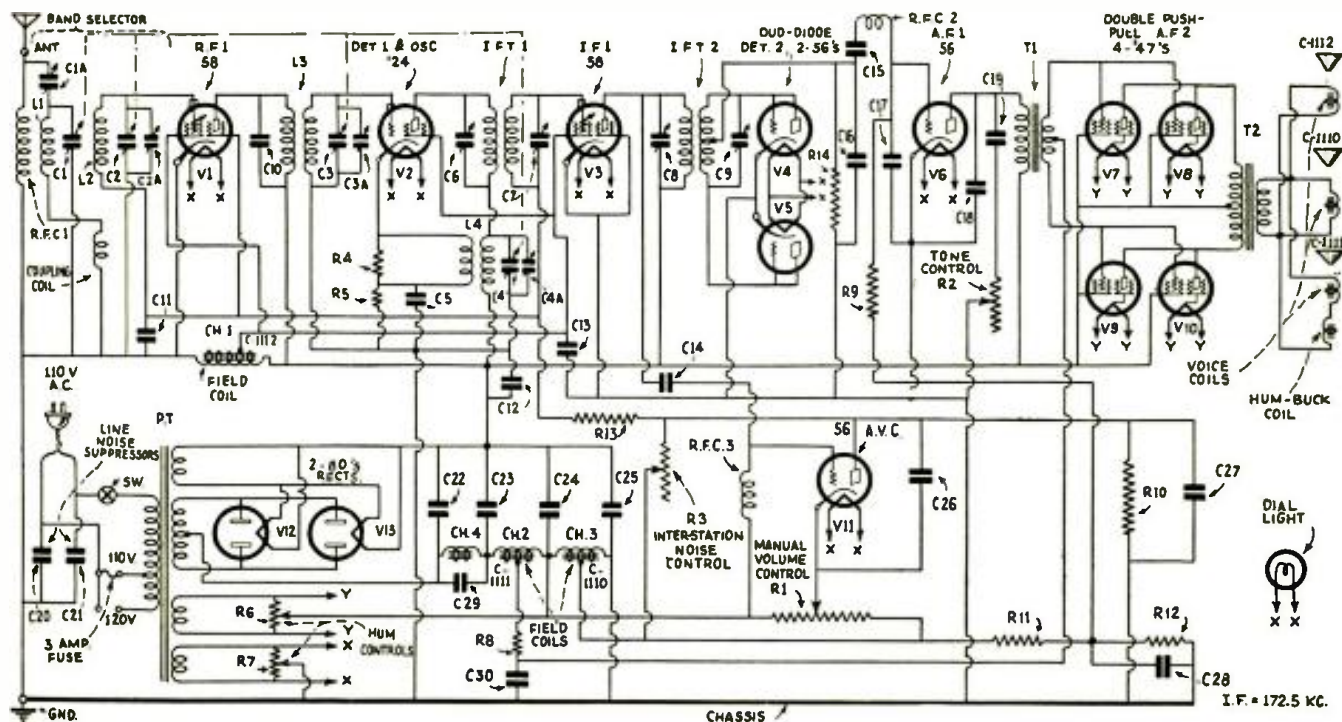 BAND SELECTOR
ANT
C1A
L1
C1
L2
C2
C2A
R.F.C.1
COUPLING COIL
C11
R.F.1
58
V1
X X
C10
L3
DET 1 & OSC
'24
C3
C3A
V2
X X
C6
I F T 1
C2
I F 1
58
V3
X X
L4
R4
R5
C5
C4
C4A
C13
C12
CH.1
C-1112
FIELD COIL
I F T 2
C8
C9
DUO-DIODE
DET. 2, 2-56'S
V4
V5
R14
X
X
C16
C15
R.F.C 2
A.F.1
56
C17
V6
X X
C18
C19
T1
TONE CONTROL
R2
R9
C14
DOUBLE PUSH-
PULL A.F.2
4-'47'S
V7
V8
Y Y
Y Y
V9
V10
Y Y
Y Y
T2
C-1112
C-1110
C-1111
VOICE COILS
HUM-BUCK COIL
110 V
A.C.
LINE NOISE SUPPRESSORS
SW.
PT
2-80'S
RECTS.
V12
V13
C20
C21
110V
120V
3 AMP. FUSE
R6
R7
Y
Y
X
X
HUM CONTROLS
C22
C23
C24
C25
CH.4
CH.2
CH.3
C-1111
C-1110
C29
FIELD COILS
R8
C30
R13
R.F.C.3
R3
INTER-STATION
NOISE
CONTROL
56
A.V.C.
V11
X X
C26
MANUAL
VOLUME
CONTROL
R1
R10
C27
R11
R12
C28
DIAL LIGHT
X X
I.F. = 172.5 KC.
GND.
CHASSIS